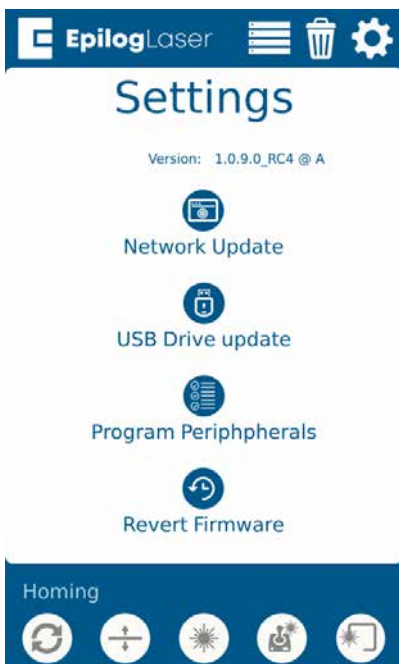 EpilogLaser
Settings
Version: 1.0.9.0_RC4 @ A
Network Update
USB Drive update
Program Periphpherals
Revert Firmware
Homing